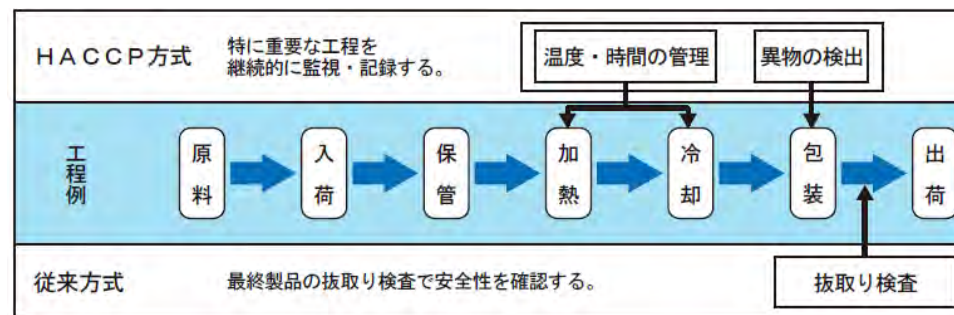 HACCP方式
特に重要な工程を
継続的に監視・記録する。
温度・時間の管理
異物の検出
工程例
原料
入荷
保管
加熱
冷却
包装
出荷
従来方式
最終製品の抜取り検査で安全性を確認する。
抜取り検査